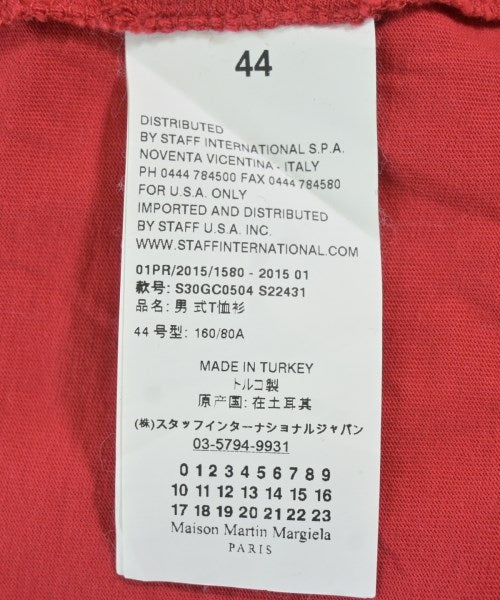 44
DISTRIBUTED
BY STAFF INTERNATIONAL S.P.A.
NOVENTA VICENTINA - ITALY
PH 0444 784500 FAX 0444 784580
FOR U.S.A. ONLY
IMPORTED AND DISTRIBUTED
BY STAFF U.S.A. INC.
WWW.STAFFINTERNATIONAL.COM
01PR/2015/1580 - 2015 01
款号: S30GC0504 S22431
品名: 男 式T恤衫
44 号型: 160/80A
MADE IN TURKEY
トルコ製
原产国: 在土耳其
(株)スタッフインターナショナルジャパン
03-5794-9931
0 1 2 3 4 5 6 7 8 9
10 11 12 13 14 15 16
17 18 19 20 21 22 23
Maison Martin Margiela
PARIS